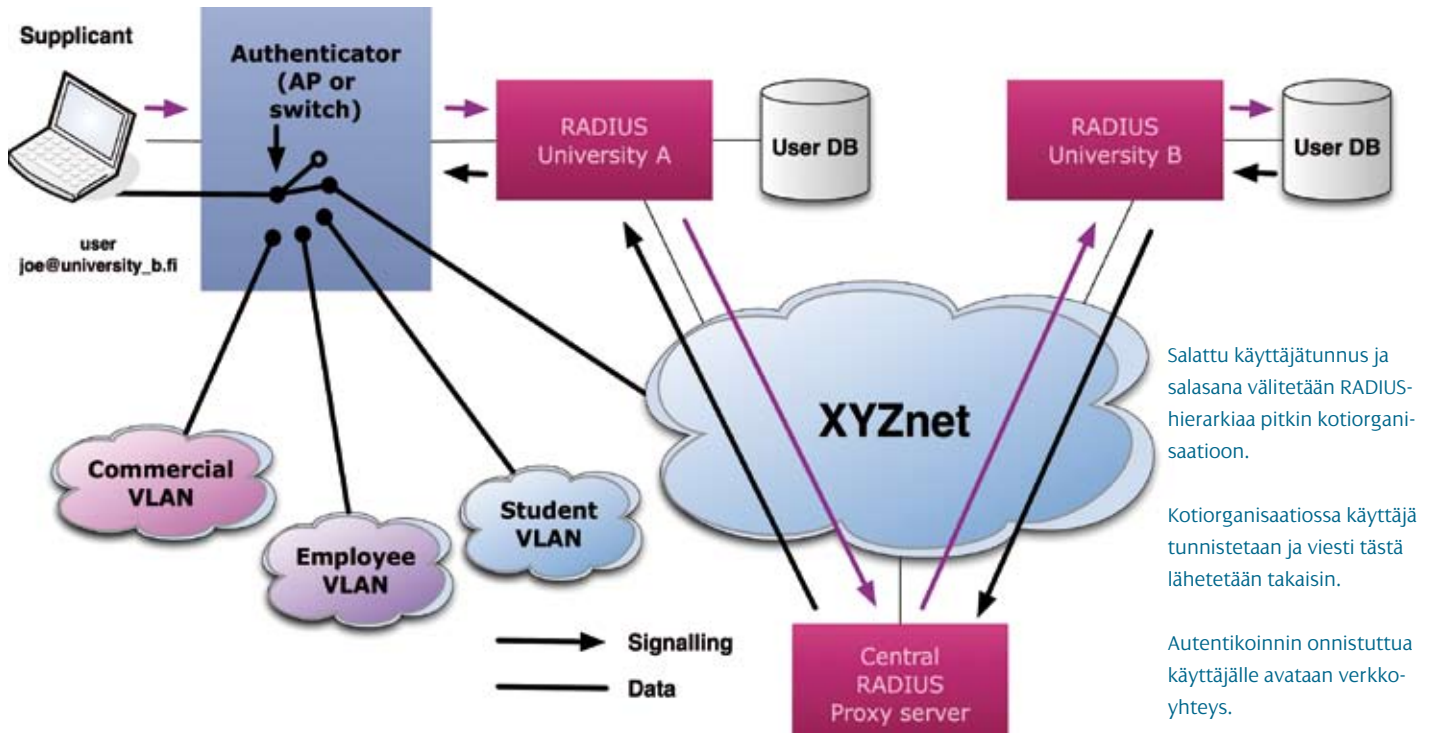 Supplicant
Authenticator
(AP or
switch)
RADIUS
University A
User DB
RADIUS
University B
User DB
user
joe@university_b.fi
XYZnet
Commercial
VLAN
Employee
VLAN
Student
VLAN
Signalling
Data
Central
RADIUS
Proxy server
Salattu käyttäjätunnus ja
salasana välitetään RADIUS-
hierarkiaa pitkin kotiorgani-
saatioon.
Kotiorganisaatiossa käyttäjä
tunnistetaan ja viesti tästä
lähetetään takaisin.
Autentikoinnin onnistuttua
käyttäjälle avataan verkko-
yhteys.